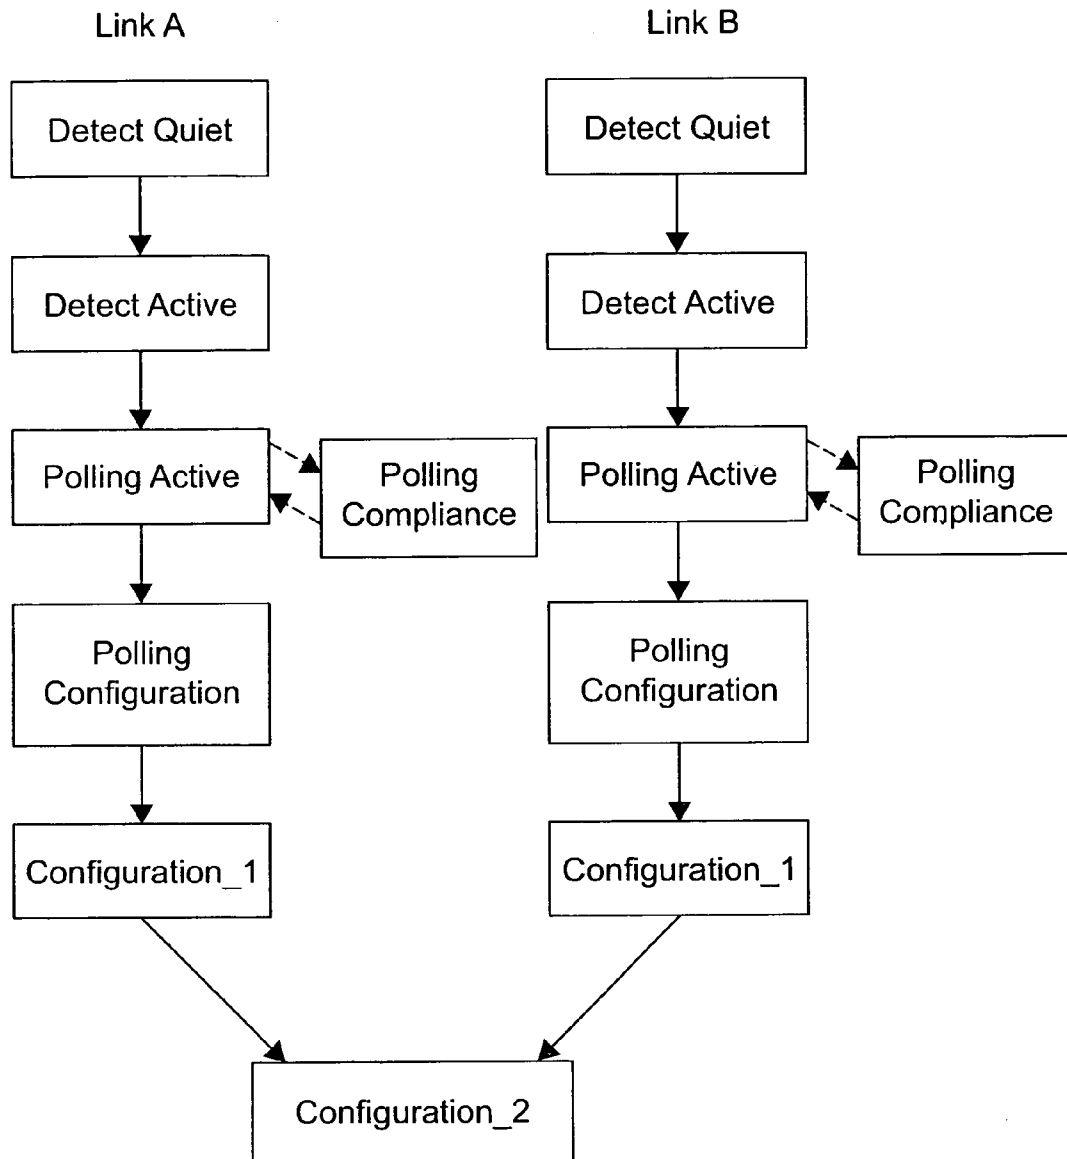 Link A
Link B
Detect Quiet
Detect Quiet
Detect Active
Detect Active
Polling Active
Polling
Compliance
Polling Active
Polling
Compliance
Polling
Configuration
Polling
Configuration
Configuration_1
Configuration_1
Configuration_2